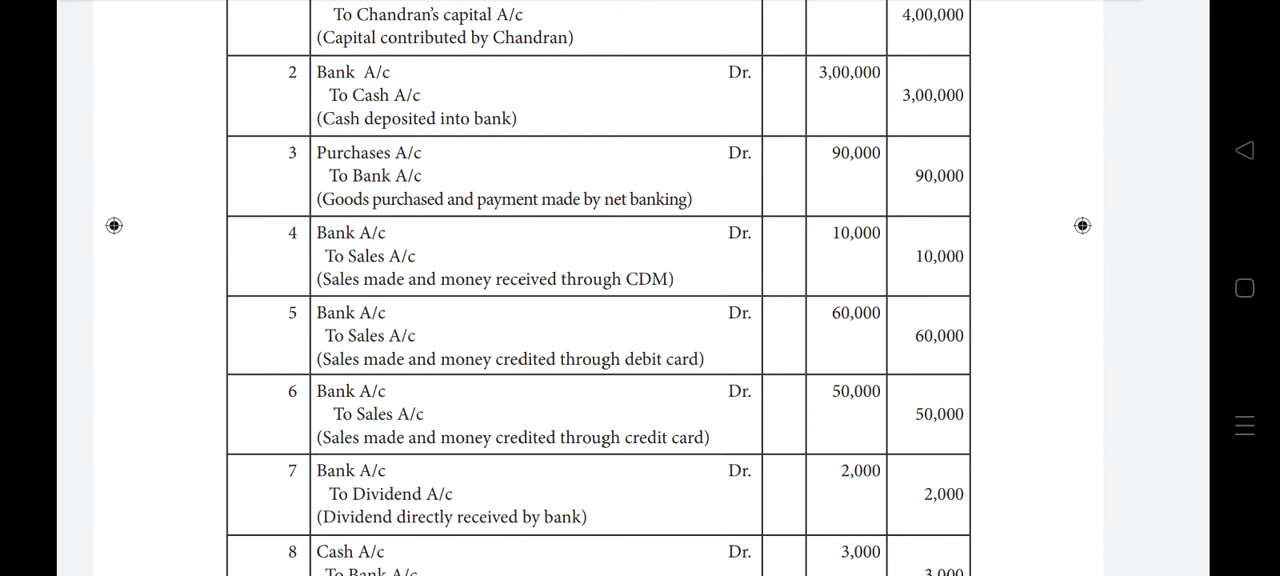 To Chandran's capital A/c 4,00,000
(Capital contributed by Chandran)
2 Bank A/c Dr. 3,00,000
To Cash A/c 3,00,000
(Cash deposited into bank)
3 Purchases A/c Dr. 90,000
To Bank A/c 90,000
(Goods purchased and payment made by net banking)
4 Bank A/c Dr. 10,000
To Sales A/c 10,000
(Sales made and money received through CDM)
5 Bank A/c Dr. 60,000
To Sales A/c 60,000
(Sales made and money credited through debit card)
6 Bank A/c Dr. 50,000
To Sales A/c 50,000
(Sales made and money credited through credit card)
7 Bank A/c Dr. 2,000
To Dividend A/c 2,000
(Dividend directly received by bank)
8 Cash A/c Dr. 3,000
To Bank A/c 3,000